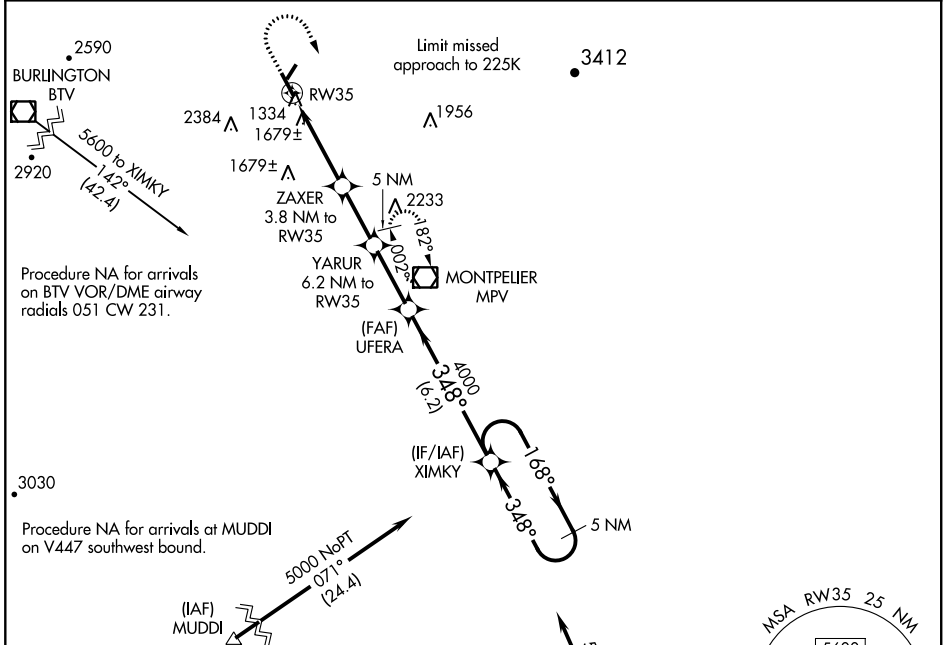 2590
BURLINGTON
BTV
2920
5600 to XIMKY
142°
(42.4)
Procedure NA for arrivals
on BTV VOR/DME airway
radials 051 CW 231.
Limit missed
approach to 225K
3412
RW35
1334
2384
1679±
1956
1679±
ZAXER
3.8 NM to
RW35
5 NM
2233
182°
002°
YARUR
6.2 NM to
RW35
MONTPELIER
MPV
(FAF)
UFERA
4000
348°
(6.2)
(IF/IAF)
XIMKY
168°
348°
5 NM
3030
Procedure NA for arrivals at MUDDI
on V447 southwest bound.
5000 NoPT
071°
(24.4)
(IAF)
MUDDI
MSA RW35 25 NM